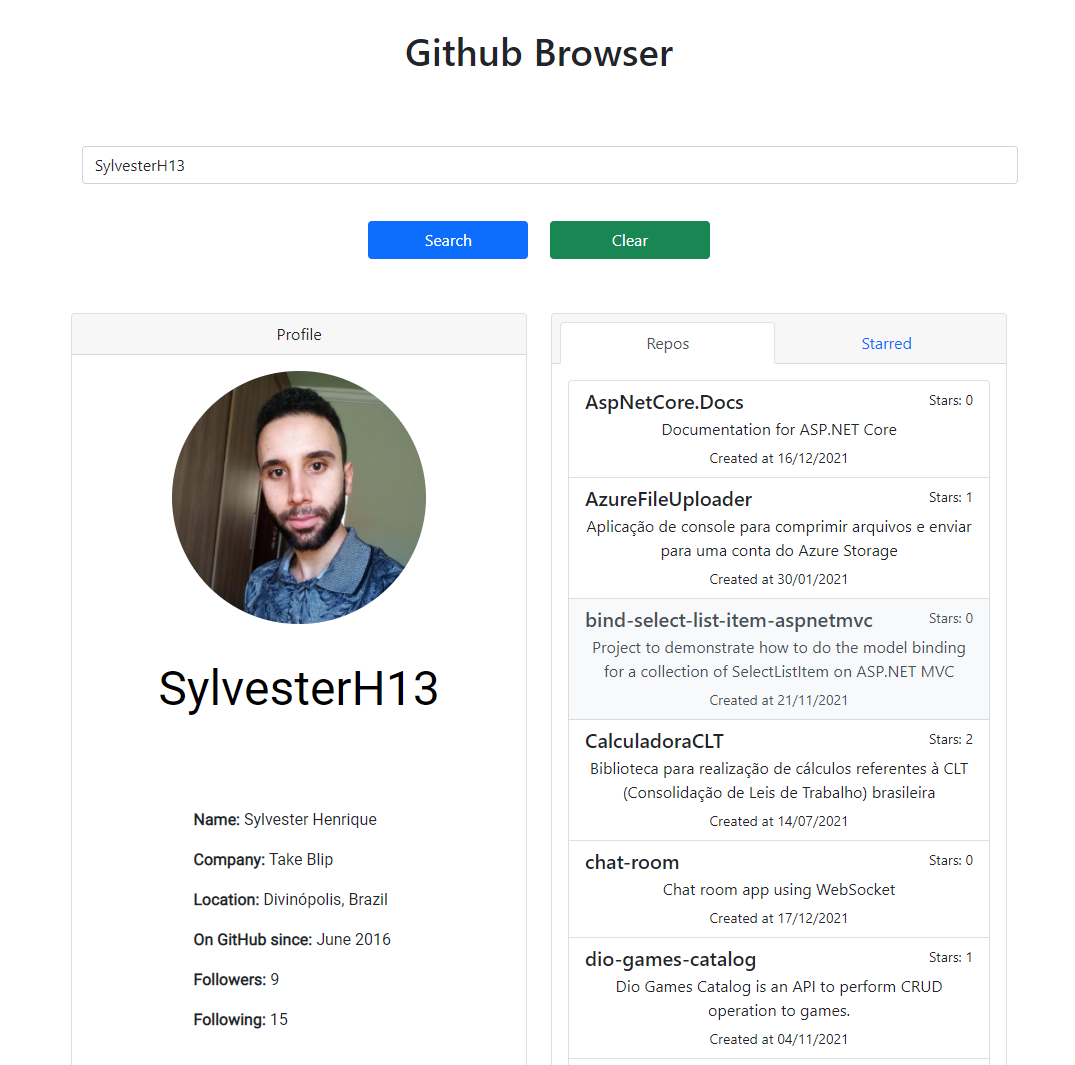 Github Browser
SylvesterH13
Search
Clear
Profile
SylvesterH13
Name: Sylvester Henrique
Company: Take Blip
Location: Divinópolis, Brazil
On GitHub since: June 2016
Followers: 9
Following: 15
Repos
Starred
AspNetCore.Docs
Stars: 0
Documentation for ASP.NET Core
Created at 16/12/2021
AzureFileUploader
Stars: 1
Aplicação de console para comprimir arquivos e enviar
para uma conta do Azure Storage
Created at 30/01/2021
bind-select-list-item-aspnetmvc
Stars: 0
Project to demonstrate how to do the model binding
for a collection of SelectListItem on ASP.NET MVC
Created at 21/11/2021
CalculadoraCLT
Stars: 2
Biblioteca para realização de cálculos referentes à CLT
(Consolidação de Leis de Trabalho) brasileira
Created at 14/07/2021
chat-room
Stars: 0
Chat room app using WebSocket
Created at 17/12/2021
dio-games-catalog
Stars: 1
Dio Games Catalog is an API to perform CRUD
operation to games.
Created at 04/11/2021